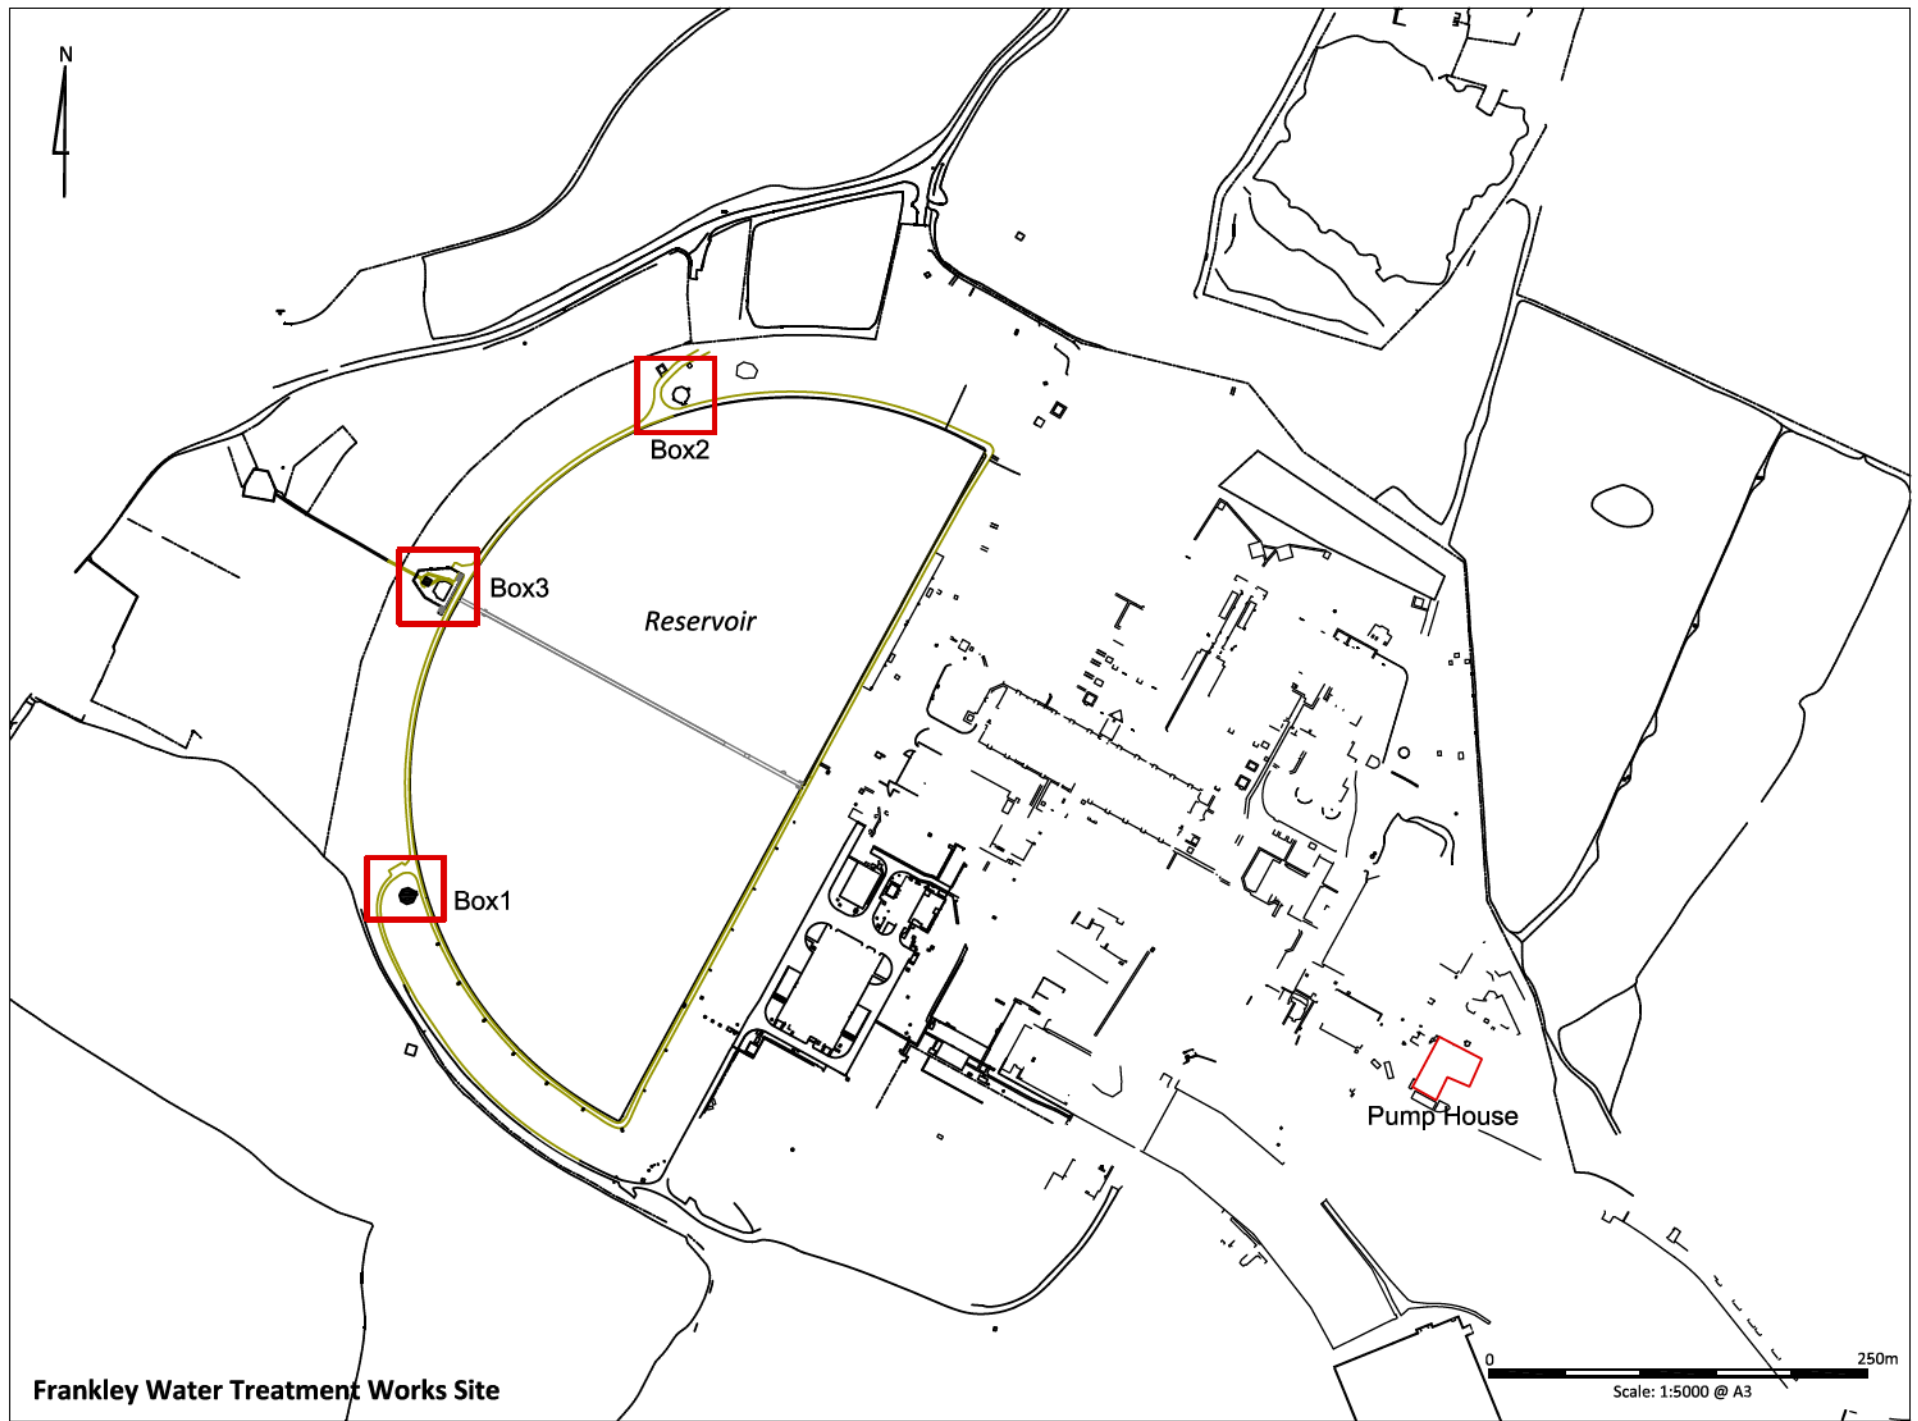 N
Box2
Box3
Reservoir
Box1
Pump House
0 250m
Scale: 1:5000 @ A3
Frankley Water Treatment Works Site